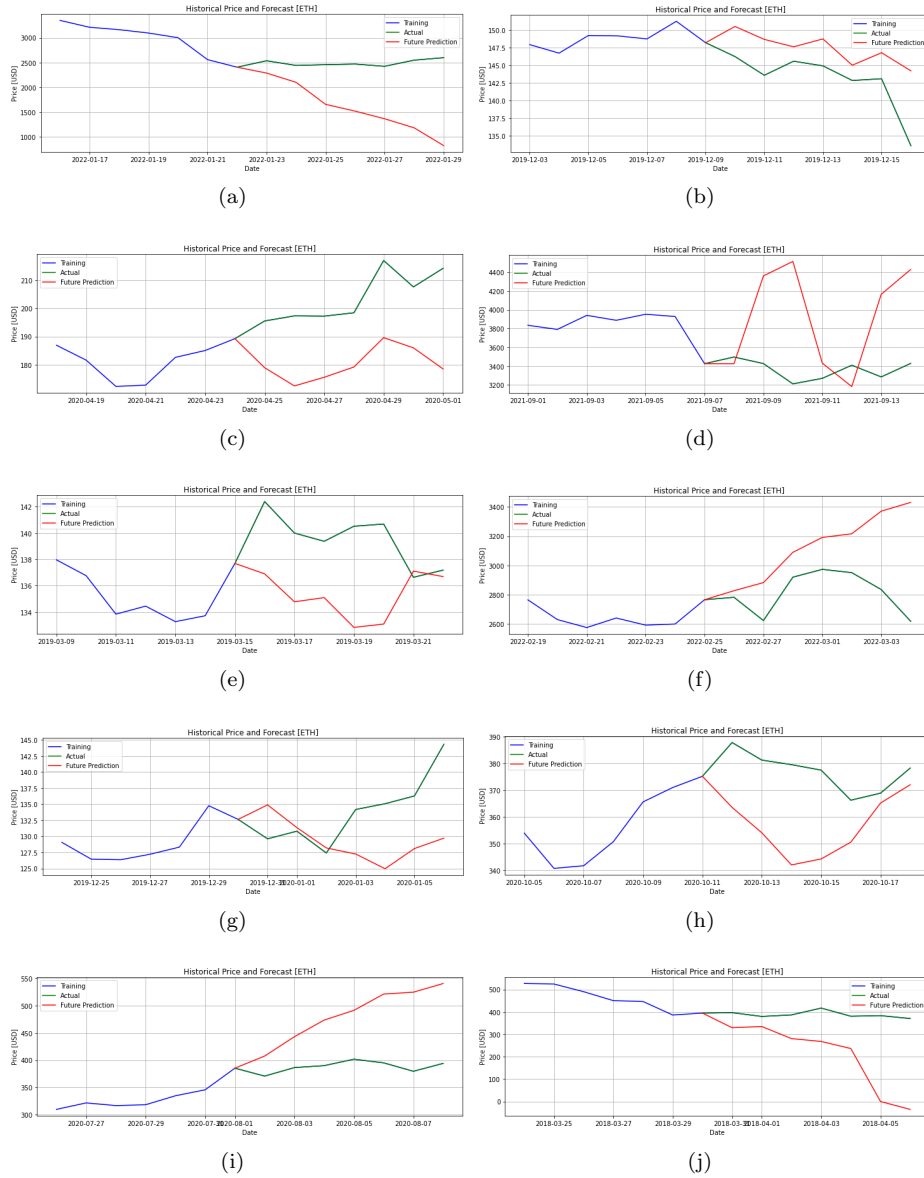 Historical Price and Forecast [ETH]
Training
Actual
Future Prediction
Price [USD]
3000
2500
2000
1500
1000
2022-01-17 2022-01-19 2022-01-21 2022-01-23 2022-01-25 2022-01-27 2022-01-29
Date
(a)
Historical Price and Forecast [ETH]
Training
Actual
Future Prediction
Price [USD]
150.0
147.5
145.0
142.5
140.0
137.5
135.0
2019-12-03 2019-12-05 2019-12-07 2019-12-09 2019-12-11 2019-12-13 2019-12-15
Date
(b)
Historical Price and Forecast [ETH]
Training
Actual
Future Prediction
Price [USD]
210
200
190
180
2020-04-19 2020-04-21 2020-04-23 2020-04-25 2020-04-27 2020-04-29 2020-05-01
Date
(c)
Historical Price and Forecast [ETH]
Training
Actual
Future Prediction
Price [USD]
4400
4200
4000
3800
3600
3400
3200
2021-09-01 2021-09-03 2021-09-05 2021-09-07 2021-09-09 2021-09-11 2021-09-13
Date
(d)
Historical Price and Forecast [ETH]
Training
Actual
Future Prediction
Price [USD]
142
140
138
136
134
2019-03-09 2019-03-11 2019-03-13 2019-03-15 2019-03-17 2019-03-19 2019-03-21
Date
(e)
Historical Price and Forecast [ETH]
Training
Actual
Future Prediction
Price [USD]
3400
3200
3000
2800
2600
2022-02-19 2022-02-21 2022-02-23 2022-02-25 2022-02-27 2022-03-01 2022-03-03
Date
(f)
Historical Price and Forecast [ETH]
Training
Actual
Future Prediction
Price [USD]
145.0
142.5
140.0
137.5
135.0
132.5
130.0
127.5
125.0
2019-12-25 2019-12-27 2019-12-29 2019-12-31 2020-01-01 2020-01-03 2020-01-05
Date
(g)
Historical Price and Forecast [ETH]
Training
Actual
Future Prediction
Price [USD]
390
380
370
360
350
340
2020-10-05 2020-10-07 2020-10-09 2020-10-11 2020-10-13 2020-10-15 2020-10-17
Date
(h)
Historical Price and Forecast [ETH]
Training
Actual
Future Prediction
Price [USD]
550
500
450
400
350
300
2020-07-27 2020-07-29 2020-07-31 2020-08-01 2020-08-03 2020-08-05 2020-08-07
Date
(i)
Historical Price and Forecast [ETH]
Training
Actual
Future Prediction
Price [USD]
500
400
300
200
100
0
2018-03-25 2018-03-27 2018-03-29 2018-03-31 2018-04-01 2018-04-03 2018-04-05
Date
(j)